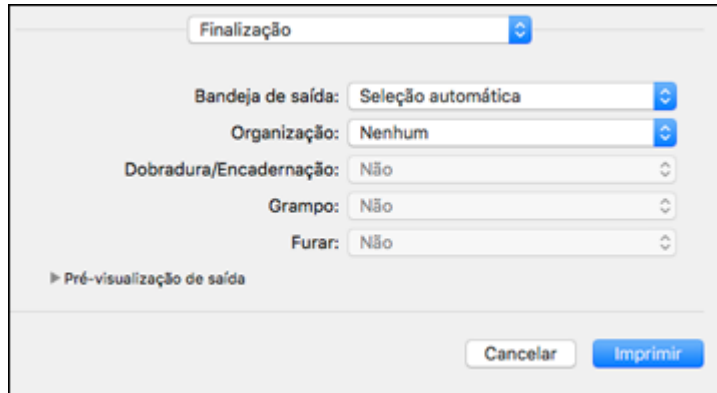 Finalização
Bandeja de saída: Seleção automática
Organização: Nenhum
Dobradura/Encadernação: Não
Grampo: Não
Furar: Não
Pré-visualização de saída
Cancelar Imprimir